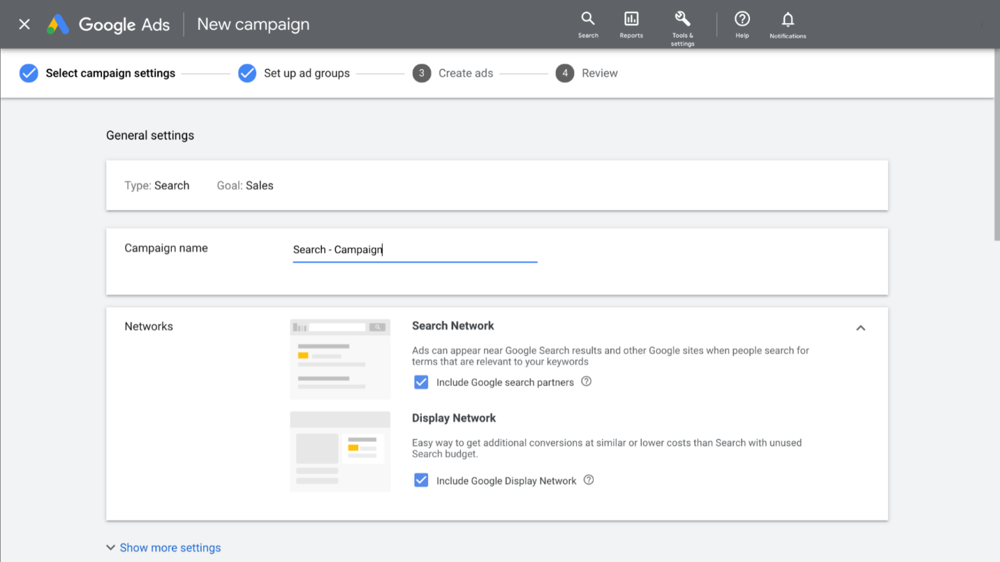 Google Ads New campaign
Search Reports Tools &
settings Help Notifications
Select campaign settings Set up ad groups 3 Create ads 4 Review
General settings
Type: Search Goal: Sales
Campaign name Search - Campaign
Networks Search Network
Ads can appear near Google Search results and other Google sites when people search for
terms that are relevant to your keywords
Include Google search partners
Display Network
Easy way to get additional conversions at similar or lower costs than Search with unused
Search budget.
Include Google Display Network
Show more settings